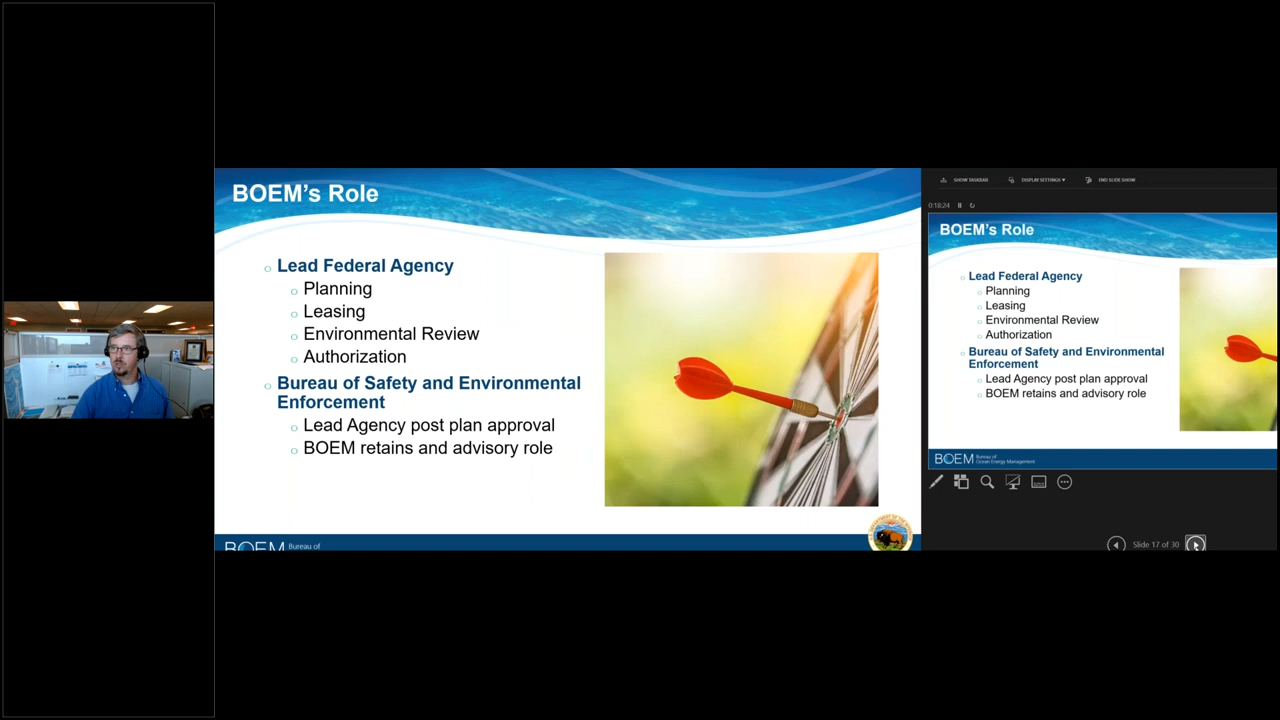 BOEM's Role
Lead Federal Agency
Planning
Leasing
Environmental Review
Authorization
Bureau of Safety and Environmental
Enforcement
Lead Agency post plan approval
BOEM retains and advisory role
BOEM Bureau of
SHOW TASKBAR DISPLAY SETTINGS END SLIDE SHOW
0:18:24
BOEM's Role
Lead Federal Agency
Planning
Leasing
Environmental Review
Authorization
Bureau of Safety and Environmental
Enforcement
Lead Agency post plan approval
BOEM retains and advisory role
BOEM Bureau of
Ocean Energy Management
Slide 17 of 30